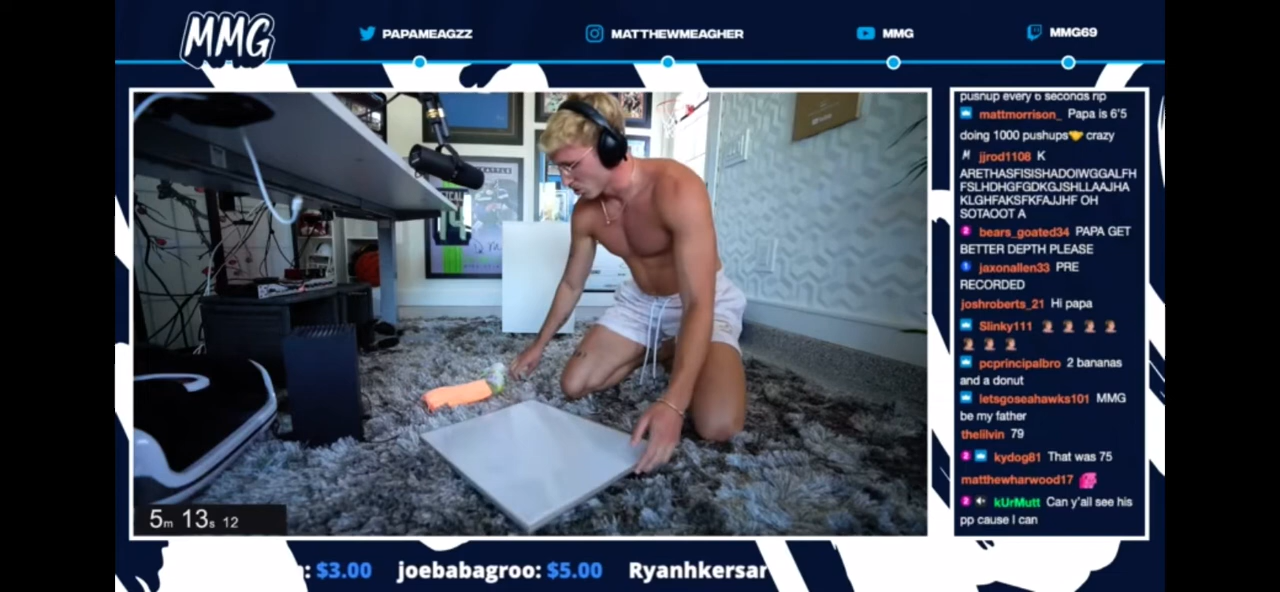 MMG
PAPAMEAGZZ
MATTHEWMEAGHER
MMG
MMG69
pushup every 6 seconds rip
mattmorrison_ Papa is 6'5
doing 1000 pushups crazy
jjrod1108 K
ARETHASFISISHADOIWGGALFH
FSLHDHGFGDKGJSHLLAAJHA
KLGHFAKSFKFAJJHF OH
SOTAOOT A
bears_goated34 PAPA GET
BETTER DEPTH PLEASE
jaxonallen33 PRE
RECORDED
joshroberts_21 Hi papa
Slinky111
pcprincipalbro 2 bananas
and a donut
letsgoseahawks101 MMG
be my father
thelilvin 79
kydog81 That was 75
matthewharwood17
kUrMutt Can y'all see his
pp cause I can
5m 13s 12
: $3.00 joebabagroo: $5.00 Ryanhkersar